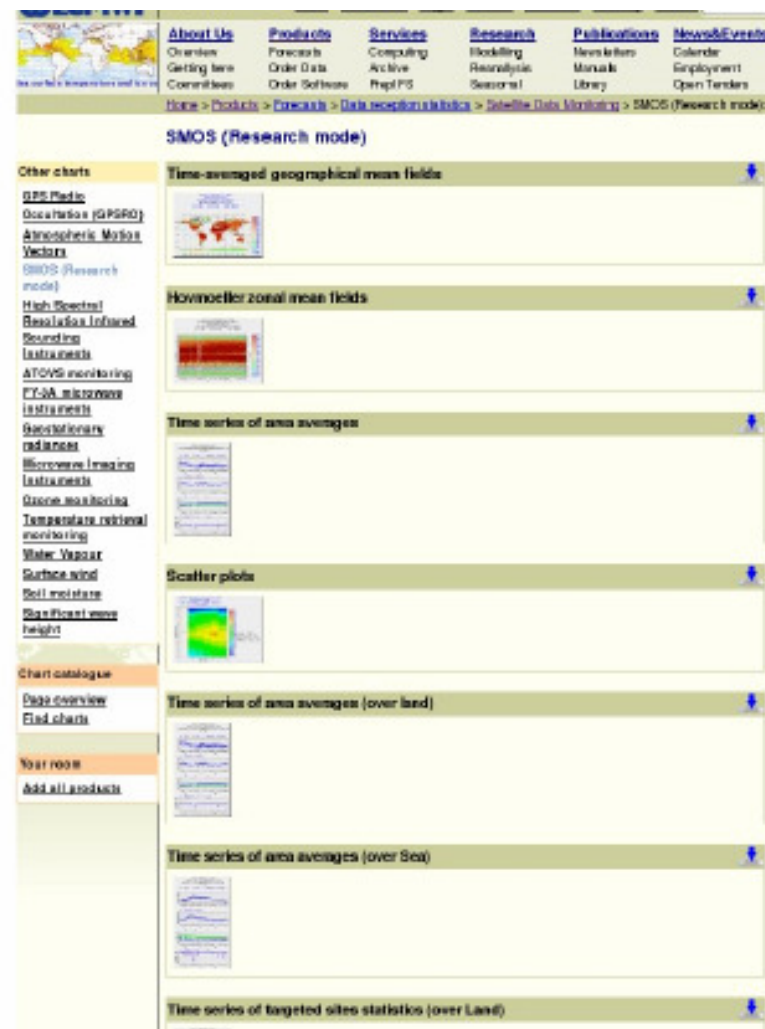 About Us Products Services Research Publications News&Events
Overview Forecasts Computing Modelling Newsletters Calendar
Getting here Order Data Archive Reanalysis Manuals Employment
Committees Order Software PrepIFS Seasonal Library Open Tenders
Home > Products > Forecasts > Data reception statistics > Satellite Data Monitoring > SMOS (Research mode)
SMOS (Research mode)
Other charts
GPS Radio
Occultation (GPSRO)
Atmospheric Motion
Vectors
SMOS (Research
mode)
High Spectral
Resolution Infrared
Sounding
Instruments
ATOVS monitoring
FY-3A microwave
instruments
Geostationary
radiances
Microwave Imaging
Instruments
Ozone monitoring
Temperature retrieval
monitoring
Water Vapour
Surface wind
Soil moisture
Significant wave
height
Chart catalogue
Page overview
Find charts
Your room
Add all products
Time-averaged geographical mean fields
Hovmoeller zonal mean fields
Time series of area averages
Scatter plots
Time series of area averages (over land)
Time series of area averages (over Sea)
Time series of targeted sites statistics (over Land)